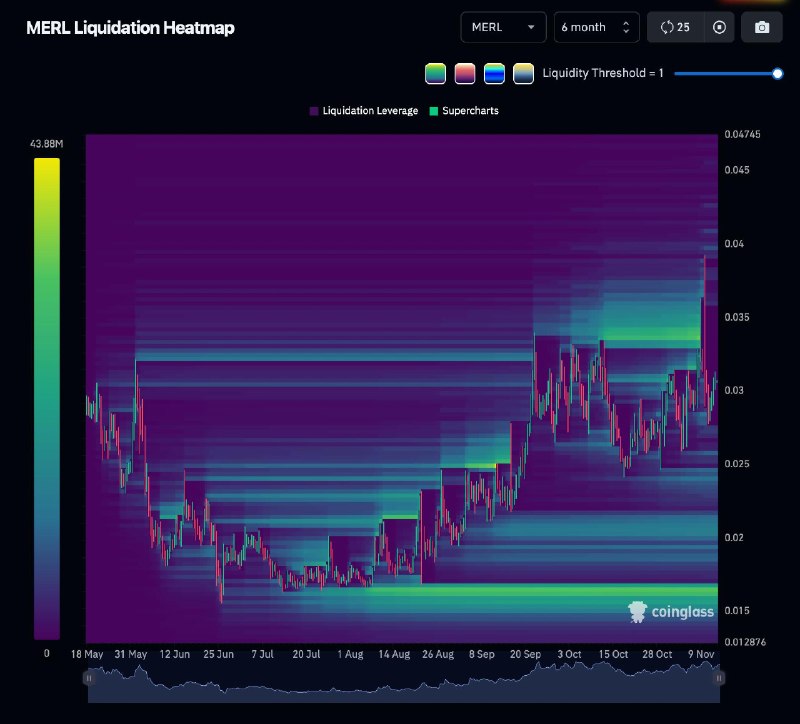 MERL Liquidation Heatmap
MERL
6 month
25
Liquidity Threshold = 1
Liquidation Leverage
Supercharts
43.88M
0
0.04745
0.045
0.04
0.035
0.03
0.025
0.02
0.015
0.012876
coinglass
18 May 31 May 12 Jun 25 Jun 7 Jul 20 Jul 1 Aug 14 Aug 26 Aug 8 Sep 20 Sep 3 Oct 15 Oct 28 Oct 9 Nov